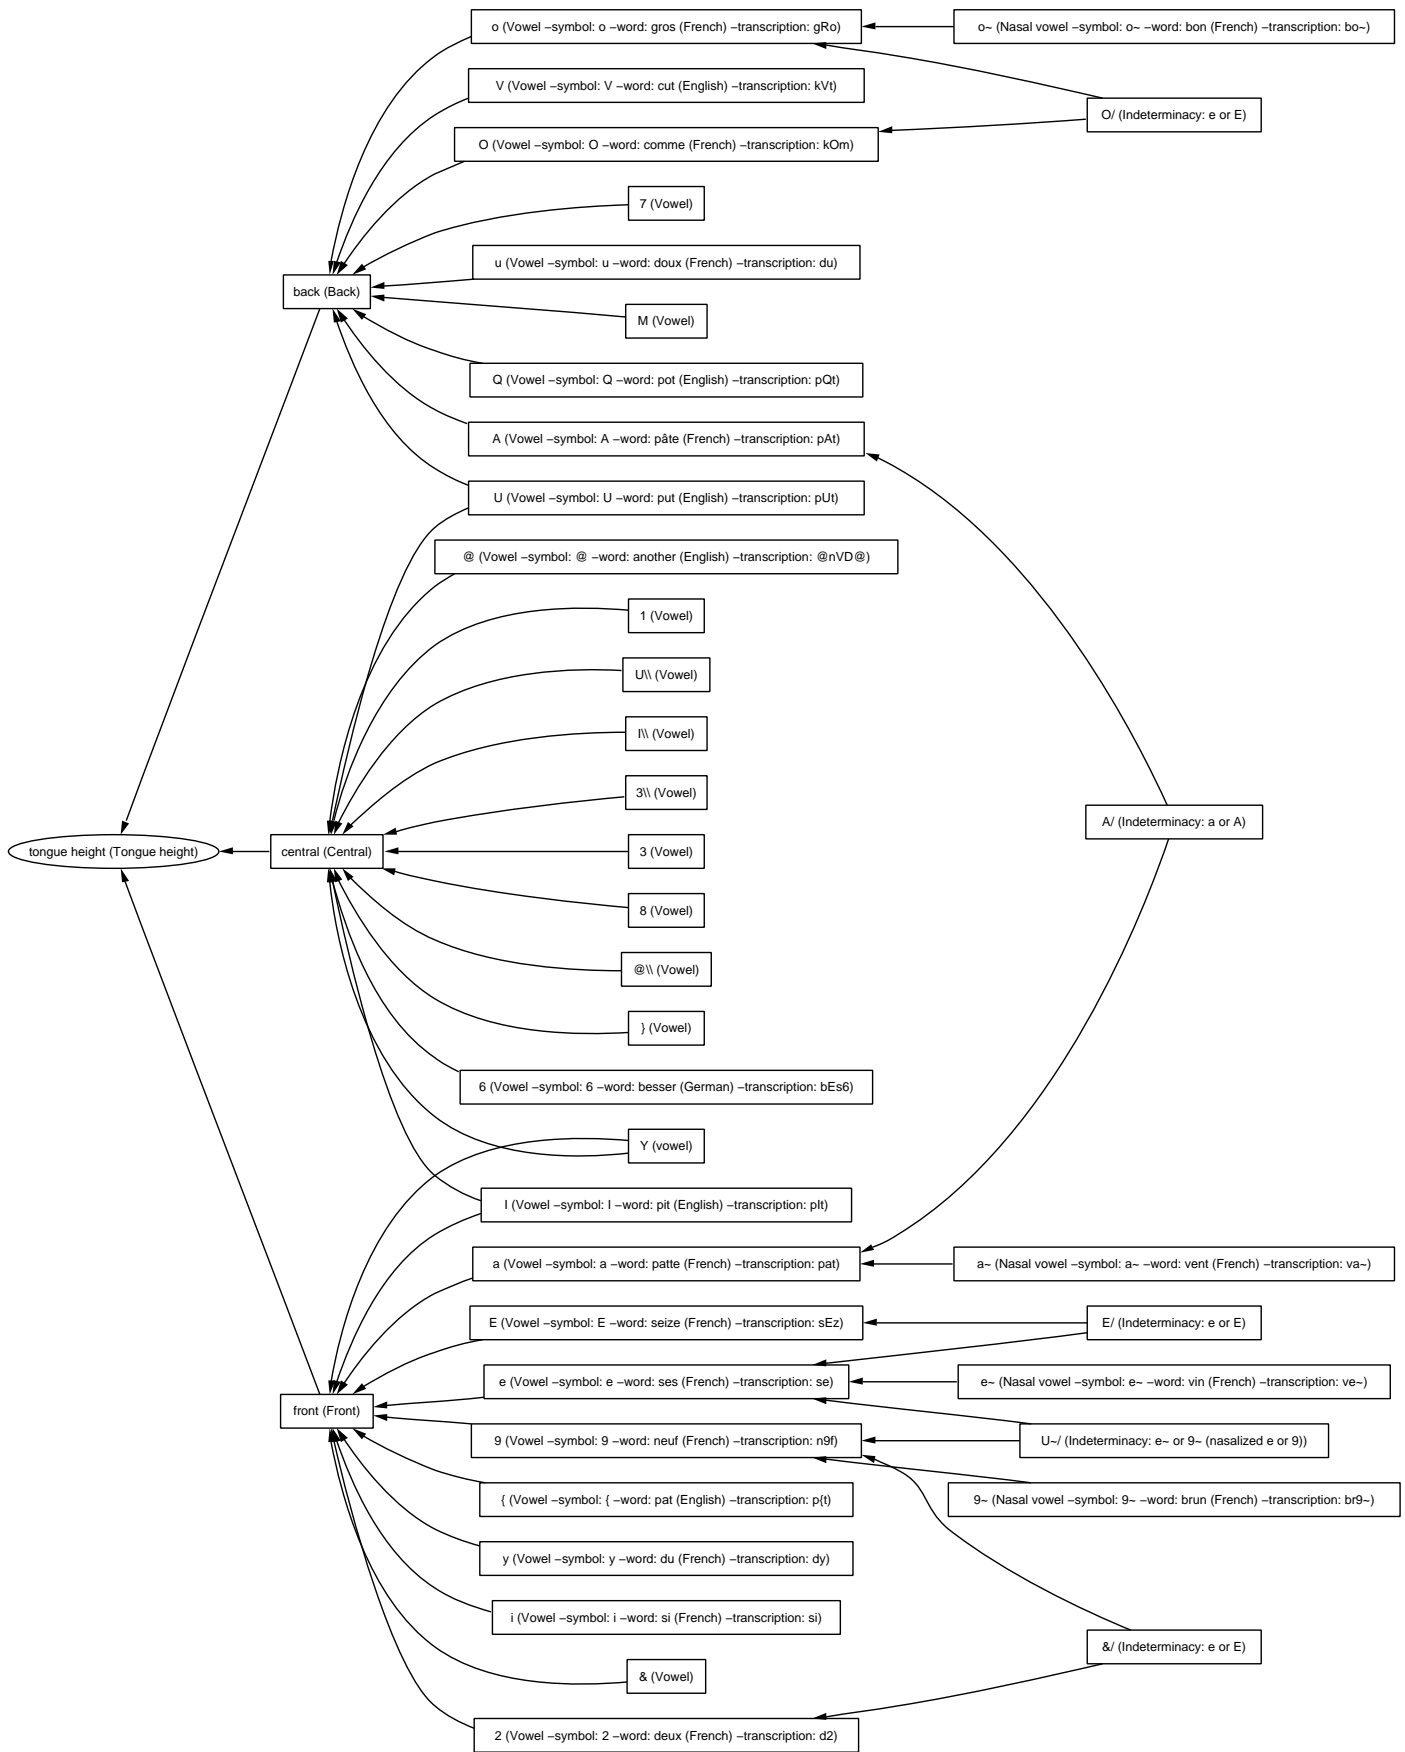 o (Vowel –symbol: o –word: gros (French) –transcription: gRo)
o~ (Nasal vowel –symbol: o~ –word: bon (French) –transcription: bo~)
V (Vowel –symbol: V –word: cut (English) –transcription: kVt)
O/ (Indeterminacy: e or E)
O (Vowel –symbol: O –word: comme (French) –transcription: kOm)
7 (Vowel)
u (Vowel –symbol: u –word: doux (French) –transcription: du)
back (Back)
M (Vowel)
Q (Vowel –symbol: Q –word: pot (English) –transcription: pQt)
A (Vowel –symbol: A –word: pâte (French) –transcription: pAt)
U (Vowel –symbol: U –word: put (English) –transcription: pUt)
@ (Vowel –symbol: @ –word: another (English) –transcription: @nVD@)
1 (Vowel)
U\\ (Vowel)
I\\ (Vowel)
3\\ (Vowel)
A/ (Indeterminacy: a or A)
tongue height (Tongue height)
central (Central)
3 (Vowel)
8 (Vowel)
@\\ (Vowel)
} (Vowel)
6 (Vowel –symbol: 6 –word: besser (German) –transcription: bEs6)
Y (vowel)
I (Vowel –symbol: I –word: pit (English) –transcription: pIt)
a (Vowel –symbol: a –word: patte (French) –transcription: pat)
a~ (Nasal vowel –symbol: a~ –word: vent (French) –transcription: va~)
E (Vowel –symbol: E –word: seize (French) –transcription: sEz)
E/ (Indeterminacy: e or E)
e (Vowel –symbol: e –word: ses (French) –transcription: se)
e~ (Nasal vowel –symbol: e~ –word: vin (French) –transcription: ve~)
front (Front)
9 (Vowel –symbol: 9 –word: neuf (French) –transcription: n9f)
U~/ (Indeterminacy: e~ or 9~ (nasalized e or 9))
{ (Vowel –symbol: { –word: pat (English) –transcription: p{t)
9~ (Nasal vowel –symbol: 9~ –word: brun (French) –transcription: br9~)
y (Vowel –symbol: y –word: du (French) –transcription: dy)
i (Vowel –symbol: i –word: si (French) –transcription: si)
&/ (Indeterminacy: e or E)
& (Vowel)
2 (Vowel –symbol: 2 –word: deux (French) –transcription: d2)